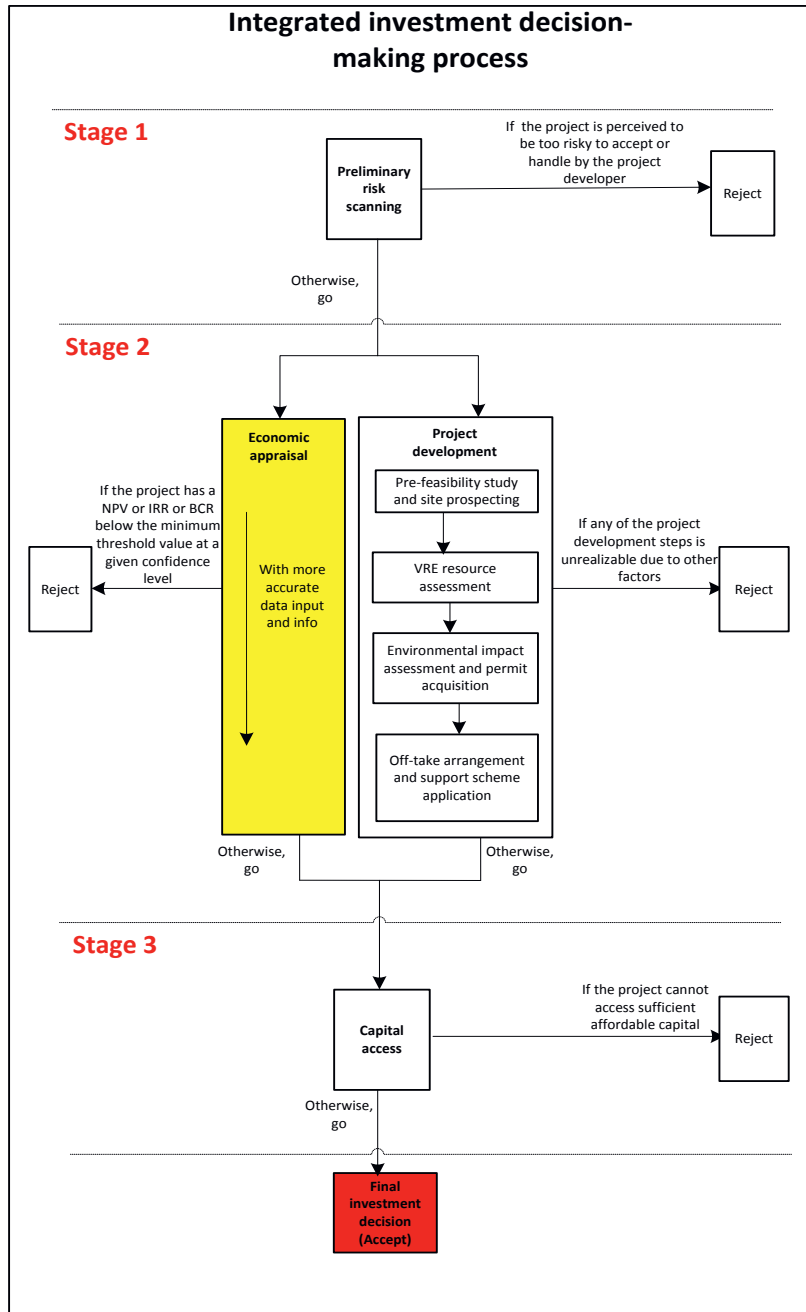 Integrated investment decision-
making process
Stage 1
Preliminary
risk
scanning
If the project is perceived to
be too risky to accept or
handle by the project
developer
Reject
Otherwise,
go
Stage 2
Economic
appraisal
With more
accurate
data input
and info
If the project has a
NPV or IRR or BCR
below the minimum
threshold value at a
given confidence
level
Reject
Project
development
Pre-feasibility study
and site prospecting
VRE resource
assessment
Environmental impact
assessment and permit
acquisition
Off-take arrangement
and support scheme
application
If any of the project
development steps is
unrealizable due to other
factors
Reject
Otherwise,
go
Otherwise,
go
Stage 3
Capital
access
If the project cannot
access sufficient
affordable capital
Reject
Otherwise,
go
Final
investment
decision
(Accept)